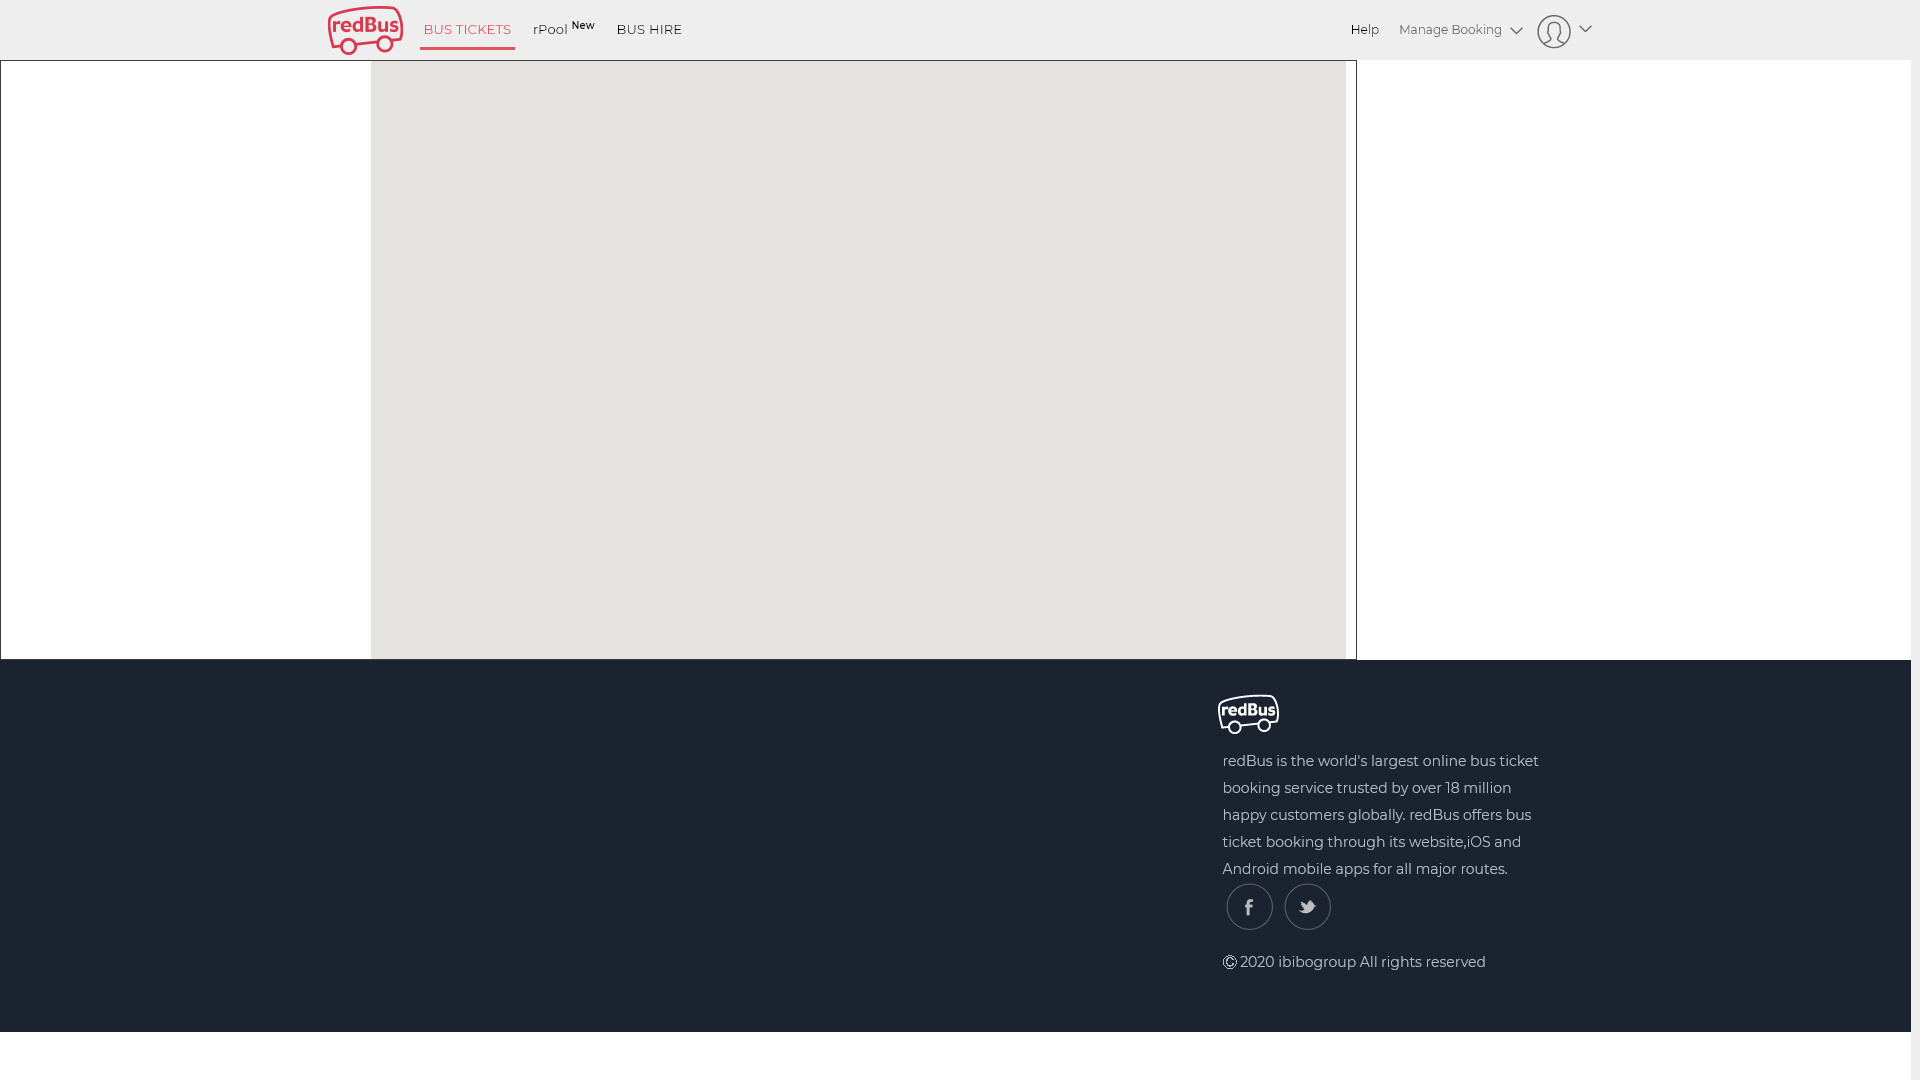 redBus
BUS TICKETS
rPool New
BUS HIRE
Help
Manage Booking
redBus
redBus is the world's largest online bus ticket
booking service trusted by over 18 million
happy customers globally. redBus offers bus
ticket booking through its website,iOS and
Android mobile apps for all major routes.
© 2020 ibibogroup All rights reserved